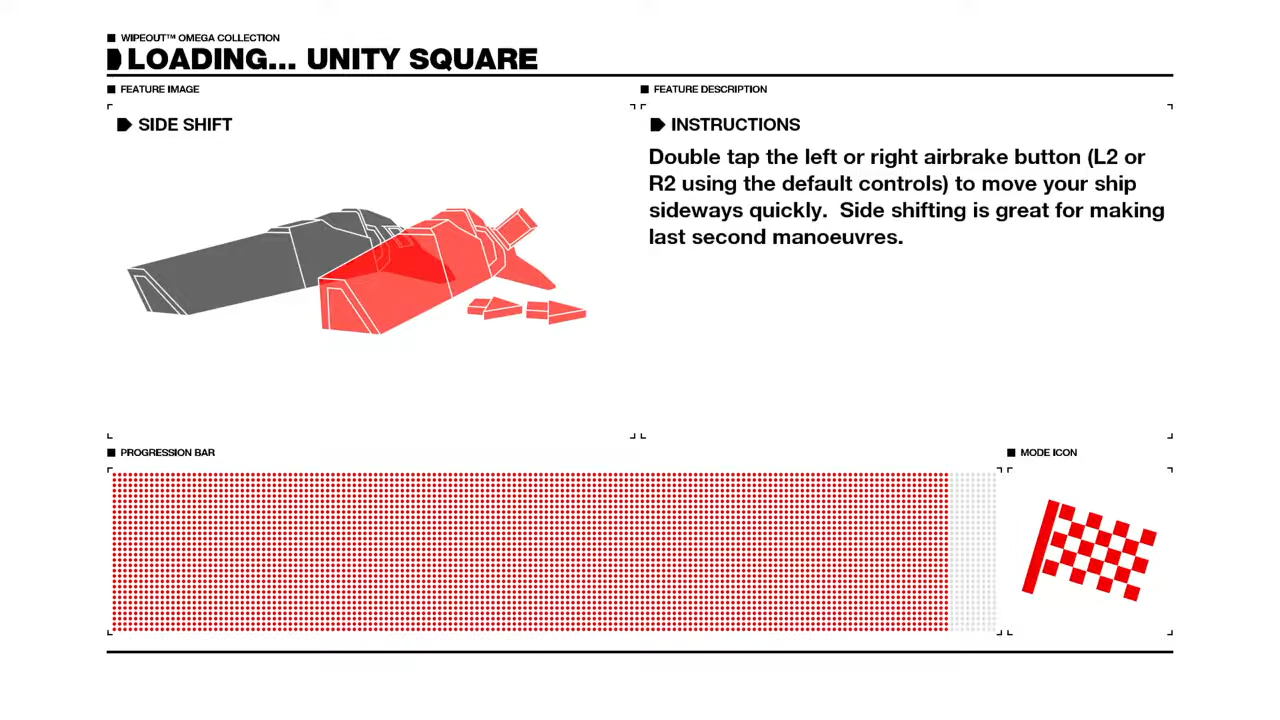 WIPEOUT™ OMEGA COLLECTION
LOADING... UNITY SQUARE
FEATURE IMAGE
SIDE SHIFT
FEATURE DESCRIPTION
INSTRUCTIONS
Double tap the left or right airbrake button (L2 or
R2 using the default controls) to move your ship
sideways quickly.  Side shifting is great for making
last second manoeuvres.
PROGRESSION BAR
MODE ICON